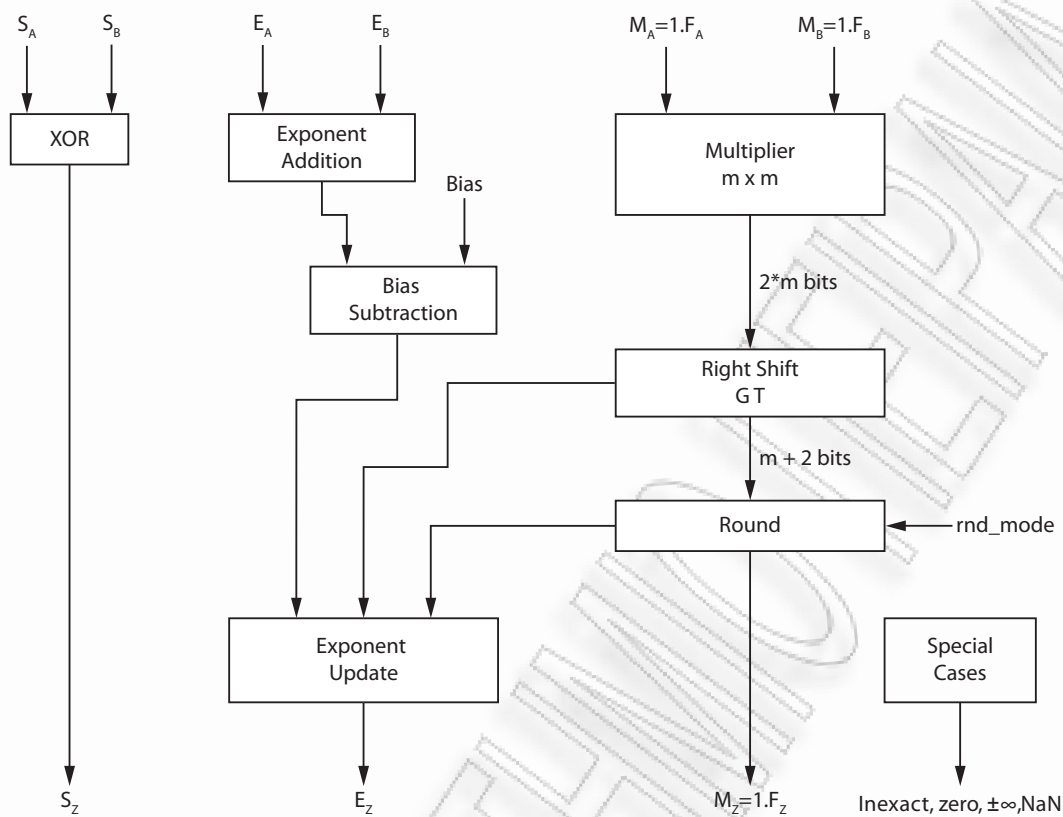 S_A S_B E_A E_B M_A=1.F_A M_B=1.F_B
XOR
Exponent
Addition
Multiplier
m x m
Bias
Bias
Subtraction
2*m bits
Right Shift
G T
m + 2 bits
Round
rnd_mode
Exponent
Update
Special
Cases
S_Z E_Z M_Z=1.F_Z Inexact, zero, ±∞,NaN